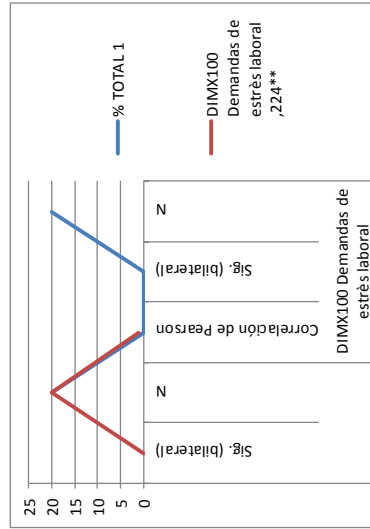 25
20
15
10
5
0
Sig. (bilateral)
N
Correlación de Pearson
Sig. (bilateral)
N
DIMX100 Demandas de
estrès laboral
% TOTAL 1
DIMX100
Demandas de
estrès laboral
,224**